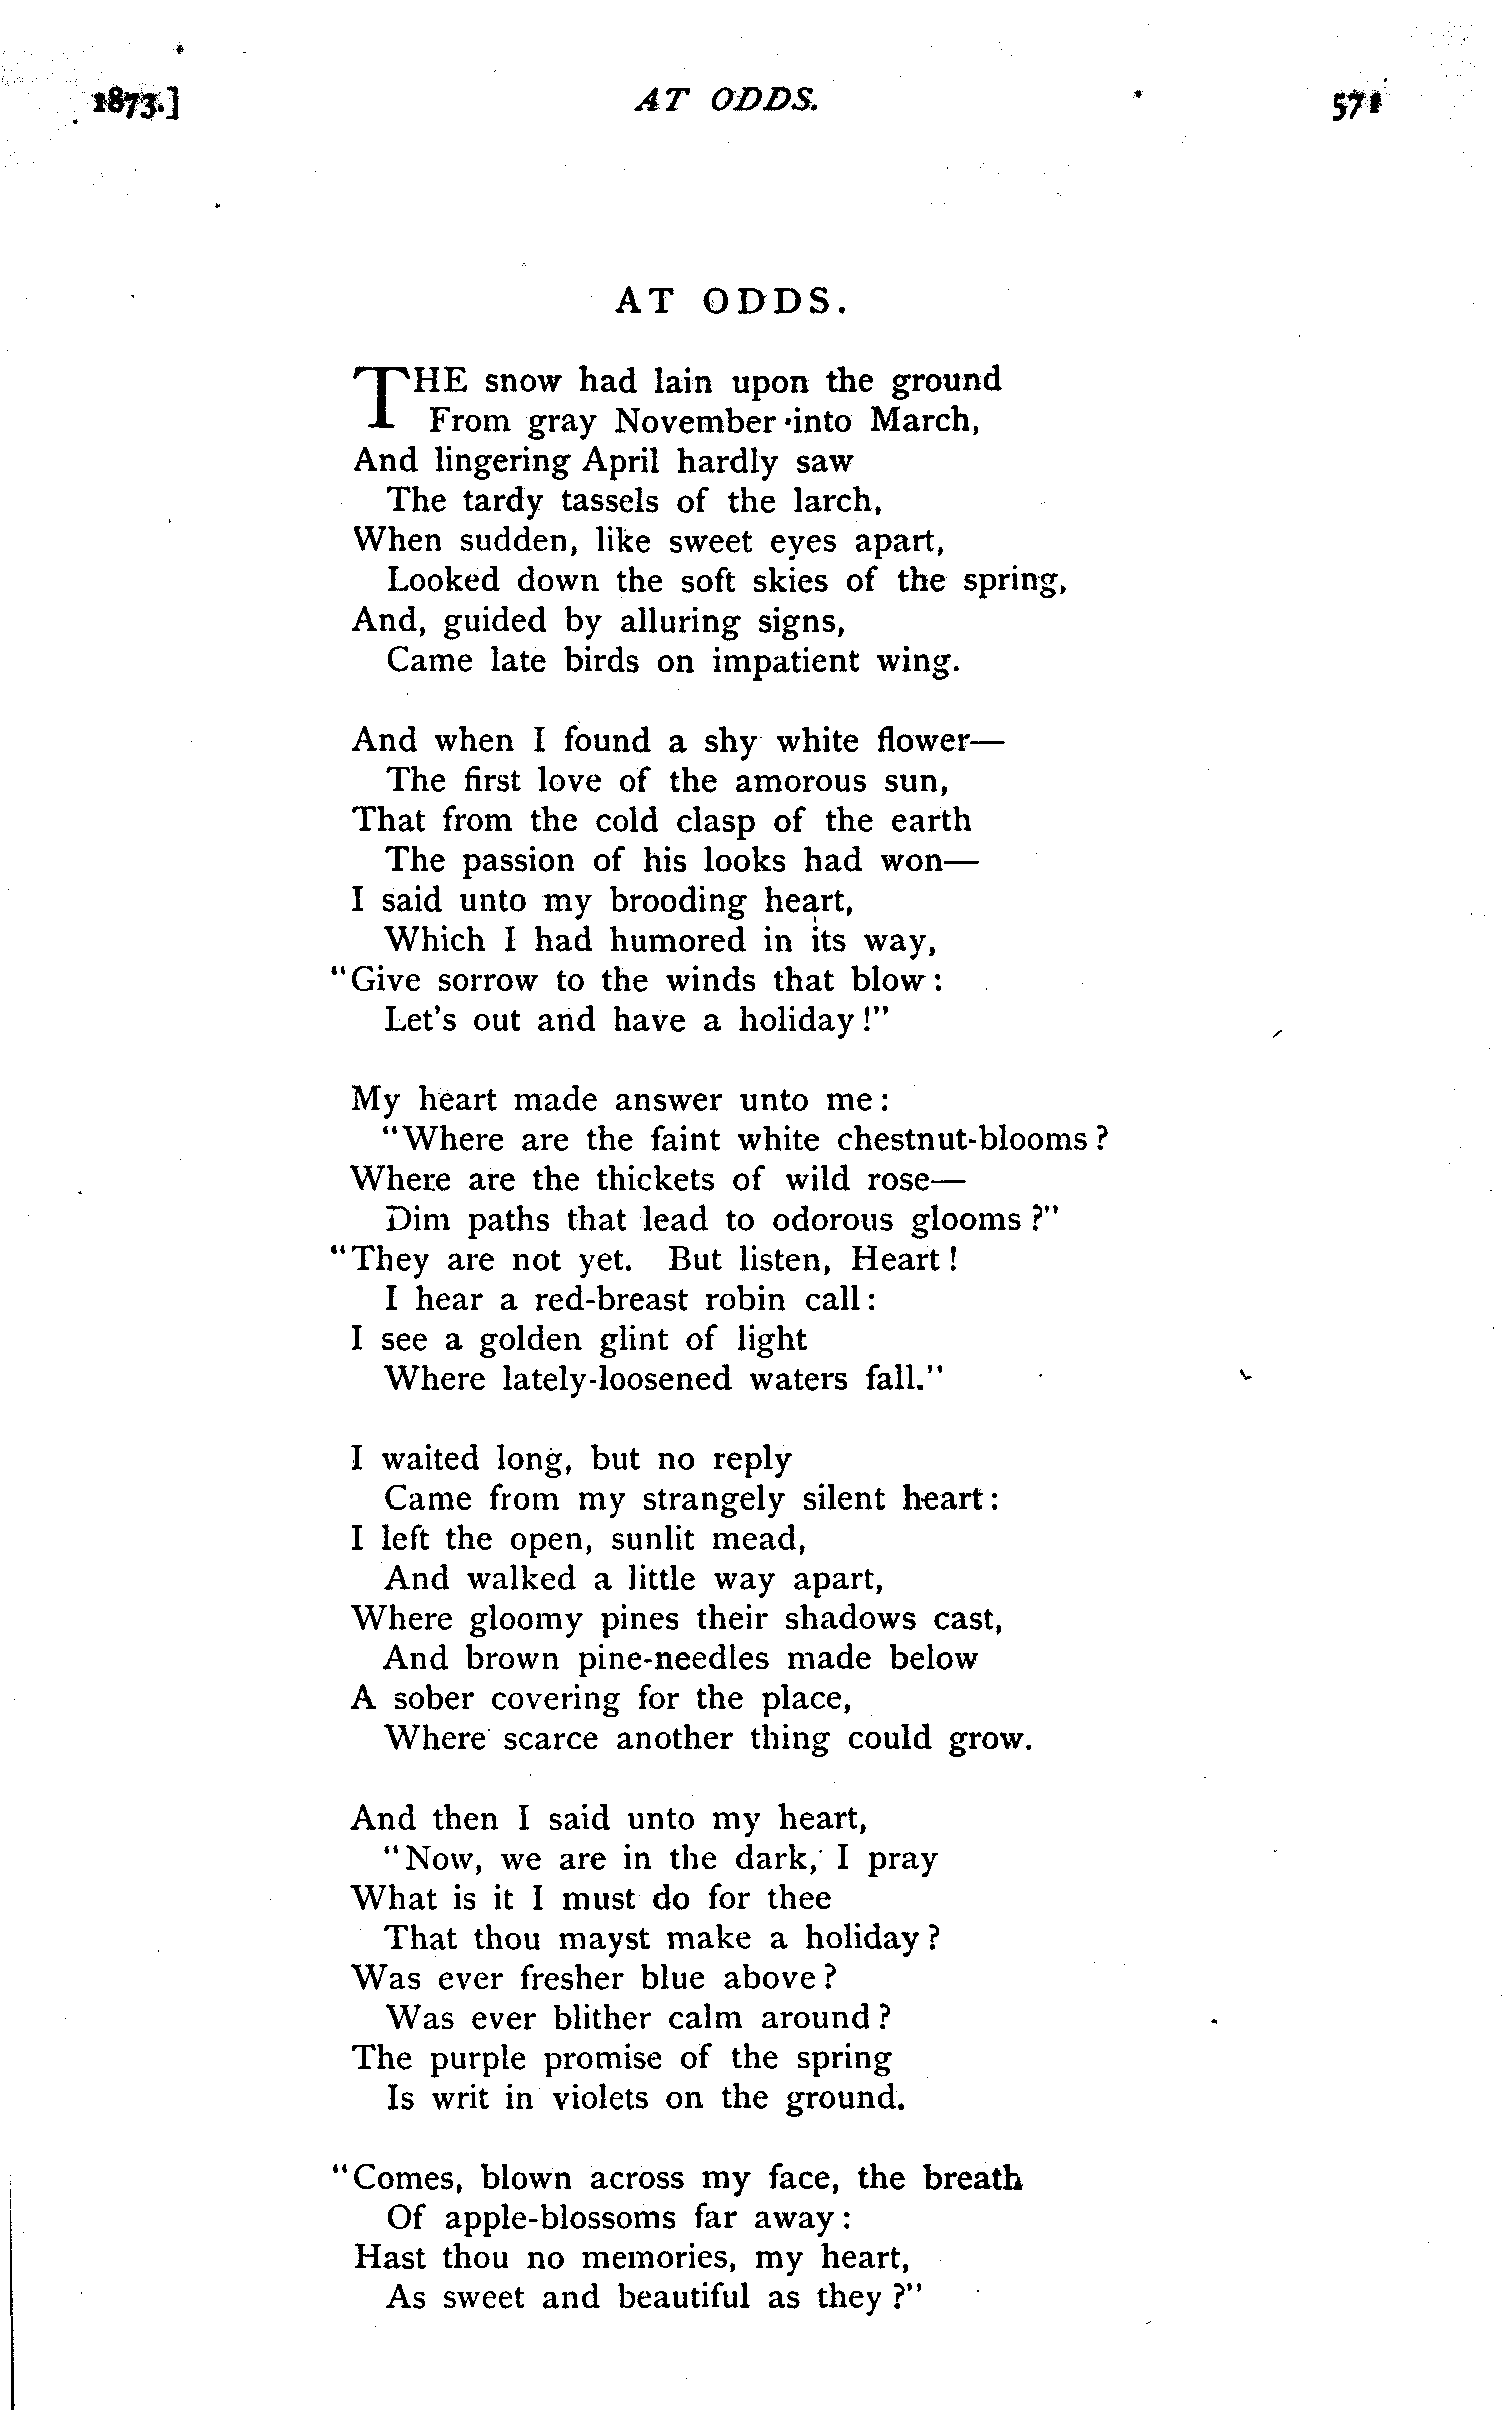 1873.] AT ODDS. 571
AT ODDS.
THE snow had lain upon the ground
From gray November into March,
And lingering April hardly saw
The tardy tassels of the larch,
When sudden, like sweet eyes apart,
Looked down the soft skies of the spring,
And, guided by alluring signs,
Came late birds on impatient wing.

And when I found a shy white flower—
The first love of the amorous sun,
That from the cold clasp of the earth
The passion of his looks had won—
I said unto my brooding heart,
Which I had humored in its way,
"Give sorrow to the winds that blow:
Let's out and have a holiday!"

My heart made answer unto me:
"Where are the faint white chestnut-blooms?
Where are the thickets of wild rose—
Dim paths that lead to odorous glooms?"
"They are not yet. But listen, Heart!
I hear a red-breast robin call:
I see a golden glint of light
Where lately-loosened waters fall."

I waited long, but no reply
Came from my strangely silent heart:
I left the open, sunlit mead,
And walked a little way apart,
Where gloomy pines their shadows cast,
And brown pine-needles made below
A sober covering for the place,
Where scarce another thing could grow.

And then I said unto my heart,
"Now, we are in the dark, I pray
What is it I must do for thee
That thou mayst make a holiday?
Was ever fresher blue above?
Was ever blither calm around?
The purple promise of the spring
Is writ in violets on the ground.

"Comes, blown across my face, the breath
Of apple-blossoms far away:
Hast thou no memories, my heart,
As sweet and beautiful as they?"